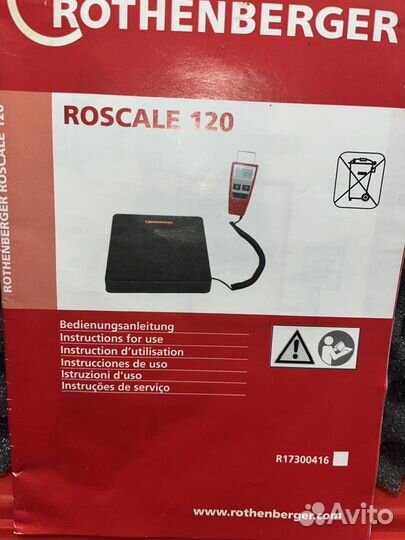 ROTHENBERGER
ROSCALE 120
ROTHENBERGER ROSCALE 120
Bedienungsanleitung
Instructions for use
Instruction d'utilisation
Instrucciones de uso
Istruzioni d'uso
Instruções de serviço
R17300416
www.rothenberger.com
Avito